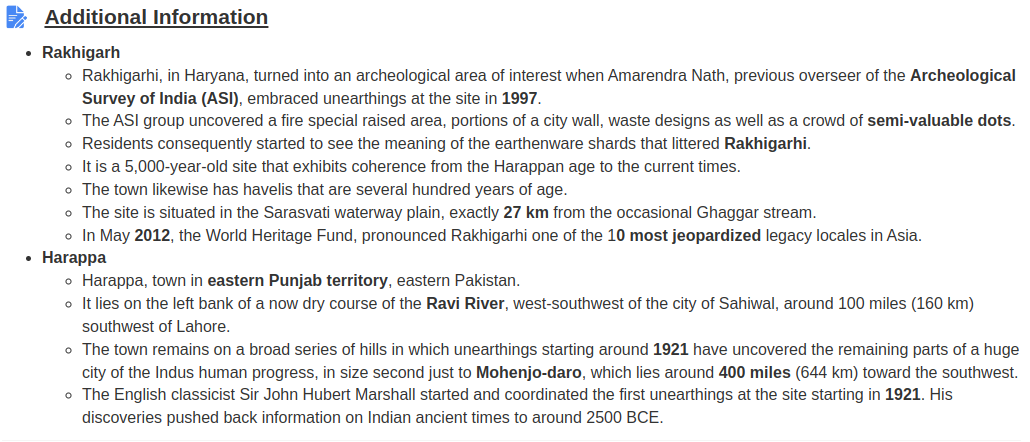 Additional Information
• Rakhigarh
◦ Rakhigarhi, in Haryana, turned into an archeological area of interest when Amarendra Nath, previous overseer of the Archeological
Survey of India (ASI), embraced unearthings at the site in 1997.
◦ The ASI group uncovered a fire special raised area, portions of a city wall, waste designs as well as a crowd of semi-valuable dots.
◦ Residents consequently started to see the meaning of the earthenware shards that littered Rakhigarhi.
◦ It is a 5,000-year-old site that exhibits coherence from the Harappan age to the current times.
◦ The town likewise has havelis that are several hundred years of age.
◦ The site is situated in the Sarasvati waterway plain, exactly 27 km from the occasional Ghaggar stream.
◦ In May 2012, the World Heritage Fund, pronounced Rakhigarhi one of the 10 most jeopardized legacy locales in Asia.
• Harappa
◦ Harappa, town in eastern Punjab territory, eastern Pakistan.
◦ It lies on the left bank of a now dry course of the Ravi River, west-southwest of the city of Sahiwal, around 100 miles (160 km)
southwest of Lahore.
◦ The town remains on a broad series of hills in which unearthings starting around 1921 have uncovered the remaining parts of a huge
city of the Indus human progress, in size second just to Mohenjo-daro, which lies around 400 miles (644 km) toward the southwest.
◦ The English classicist Sir John Hubert Marshall started and coordinated the first unearthings at the site starting in 1921. His
discoveries pushed back information on Indian ancient times to around 2500 BCE.